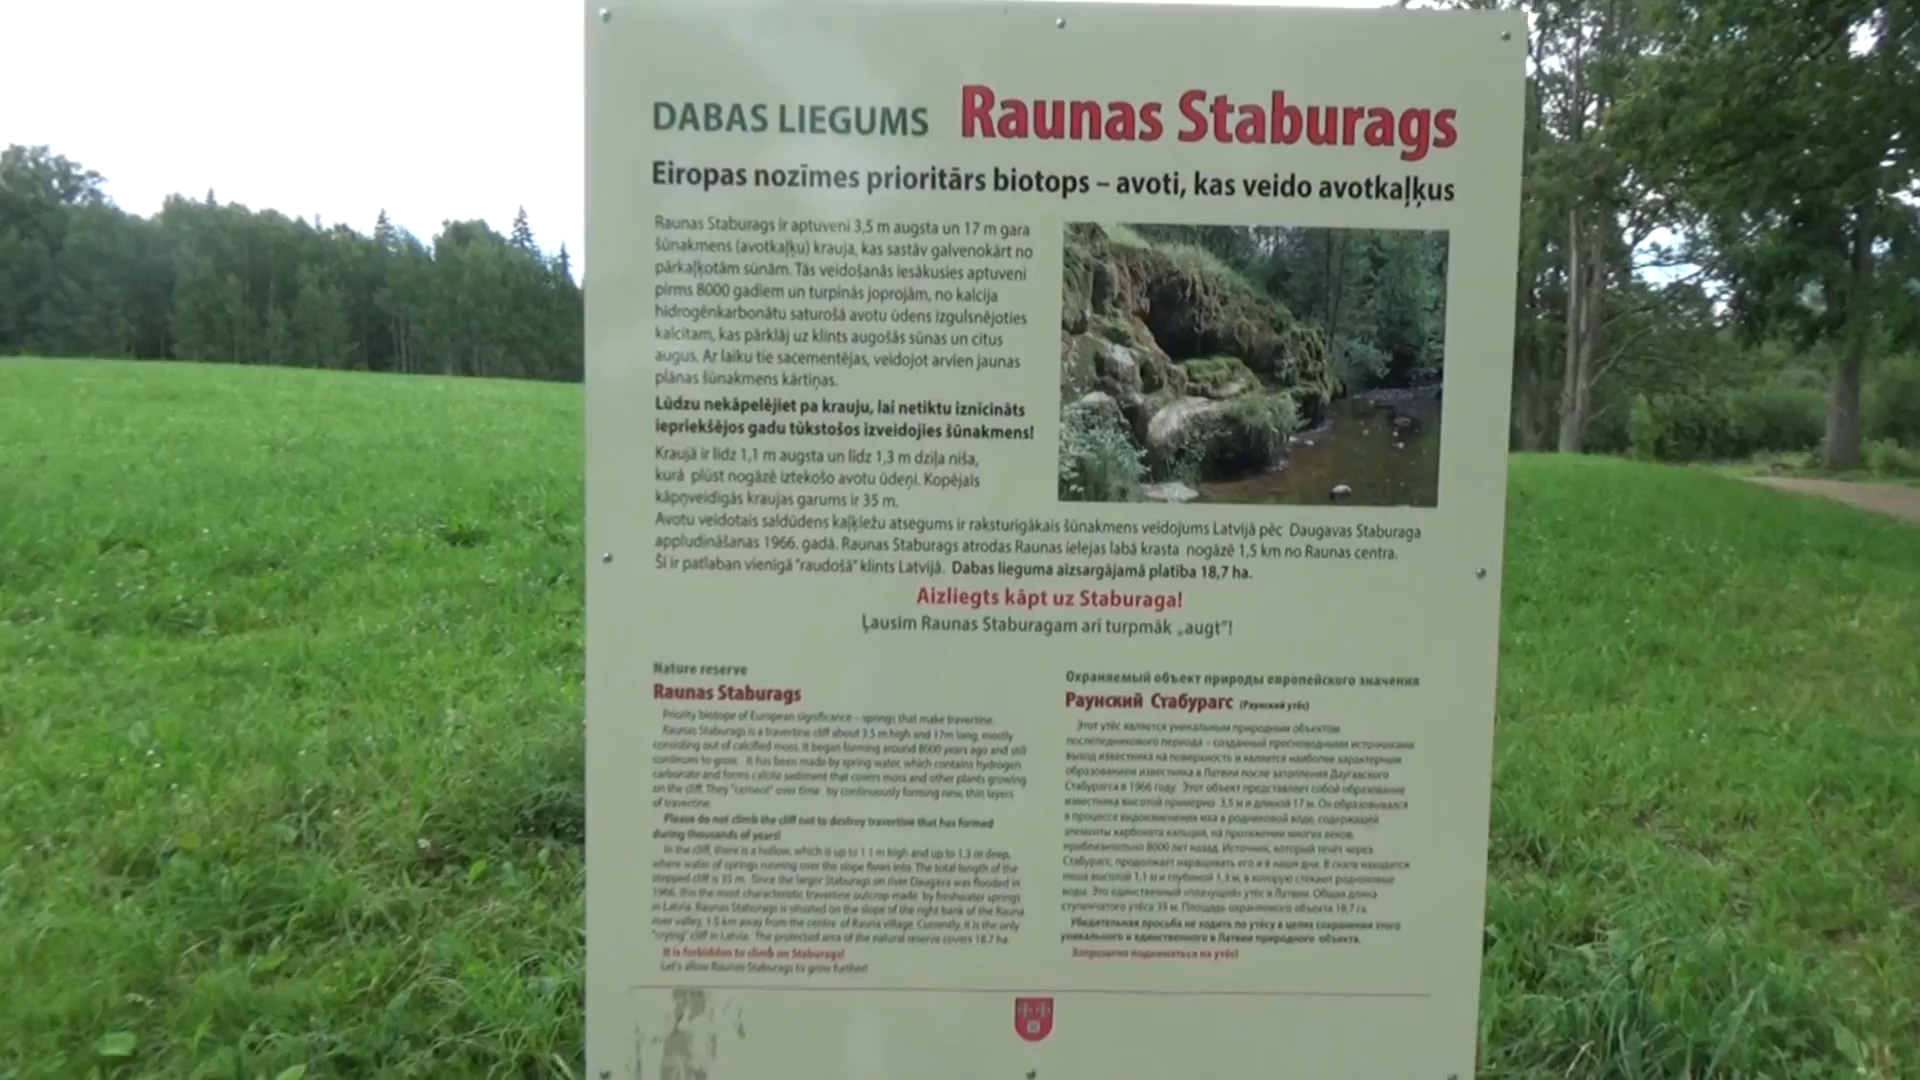 DABAS LIEGUMS Raunas Staburags
Eiropas nozīmes prioritārs biotops – avoti, kas veido avotkaļķus
Raunas Staburags ir aptuveni 3,5 m augsta un 17 m gara
šūnakmens (avotkaļķu) krauja, kas sastāv galvenokārt no
pārkaļķotām sūnām. Tās veidošanās iesākusies aptuveni
pirms 8000 gadiem un turpinās joprojām, no kalcija
hidrogēnkarbonātu saturošā avotu ūdens izgulsnējoties
kalcītam, kas pārklāj uz klints augošās sūnas un citus
augus. Ar laiku tie sacementējas, veidojot arvien jaunas
plānas šūnakmens kārtiņas.
Lūdzu nekāpelējiet pa krauju, lai netiktu iznīcināts
iepriekšējos gadu tūkstošos izveidojies šūnakmens!
Kraujā ir līdz 1,1 m augsta un līdz 1,3 m dziļa niša,
kurā plūst nogāzē iztekošo avotu ūdeņi. Kopējais
kāpņveidīgās kraujas garums ir 35 m.
Avotu veidotais saldūdens kaļķiežu atsegums ir raksturīgākais šūnakmens veidojums Latvijā pēc Daugavas Staburaga
appludināšanas 1966. gadā. Raunas Staburags atrodas Raunas ielejas labā krasta nogāzē 1,5 km no Raunas centra.
Šī ir patlaban vienīgā "raudošā" klints Latvijā. Dabas lieguma aizsargājamā platība 18,7 ha.
Aizliegts kāpt uz Staburaga!
Ļausim Raunas Staburagam arī turpmāk „augt"!
Nature reserve
Raunas Staburags
Priority biotope of European significance – springs that make travertine.
Raunas Staburags is a travertine cliff about 3.5 m high and 17m long, mostly
consisting out of calcified moss. It began forming around 8000 years ago and still
continues to grow. It has been made by spring water, which contains hydrogen
carbonate and forms calcite sediment that covers moss and other plants growing
on the cliff. They "cement" over time by continuously forming new, thin layers
of travertine.
Please do not climb the cliff not to destroy travertine that has formed
during thousands of years!
In the cliff, there is a hollow, which is up to 1.1 m high and up to 1.3 m deep,
where water of springs running over the slope flows into. The total length of the
stepped cliff is 35 m. Since the larger Staburags on river Daugava was flooded in
1966, this the most characteristic travertine outcrop made by freshwater springs
in Latvia. Raunas Staburags is situated on the slope of the right bank of the Rauna
river valley, 1.5 km away from the centre of Rauna village. Currently, it is the only
"crying" cliff in Latvia. The protected area of the natural reserve covers 18.7 ha.
It is forbidden to climb on Staburags!
Let's allow Raunas Staburags to grow further!
Охраняемый объект природы европейского значения
Раунский Стабурагс (Раунский утёс)
Этот утёс является уникальным природным объектом
послеледникового периода – созданный пресноводными источниками
выход известняка на поверхность и является наиболее характерным
образованием известняка в Латвии после затопления Даугавского
Стабурагса в 1966 году. Этот объект представляет собой образование
известняка высотой примерно 3,5 м и длиной 17 м. Он образовывался
в процессе видоизменения мха в родниковой воде, содержащей
элементы карбоната кальция, на протяжении многих веков,
приблизительно 8000 лет назад. Источник, который течёт через
Стабурагс, продолжает наращивать его и в наши дни. В скале находится
ниша высотой 1,1 м и глубиной 1,3 м, в которую стекают родниковые
воды. Это единственный «плачущий» утёс в Латвии. Общая длина
ступенчатого утёса 35 м. Площадь охраняемого объекта 18,7 га.
Убедительная просьба не ходить по утёсу в целях сохранения этого
уникального и единственного в Латвии природного объекта.
Запрещено подниматься на утёс!